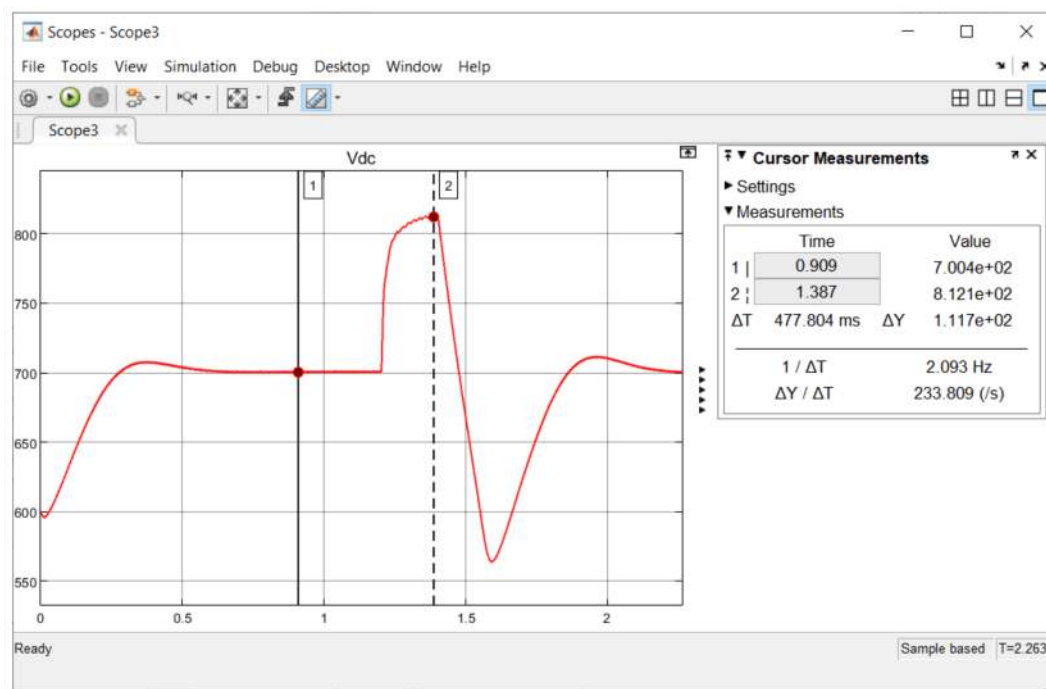 Scopes - Scope3
File Tools View Simulation Debug Desktop Window Help
Scope3
Vdc
1
2
800
750
700
650
600
550
0 0.5 1 1.5 2
Cursor Measurements
Settings
Measurements
Time Value
1 | 0.909 7.004e+02
2 ¦ 1.387 8.121e+02
ΔT 477.804 ms ΔY 1.117e+02
1 / ΔT 2.093 Hz
ΔY / ΔT 233.809 (/s)
Ready Sample based T=2.263